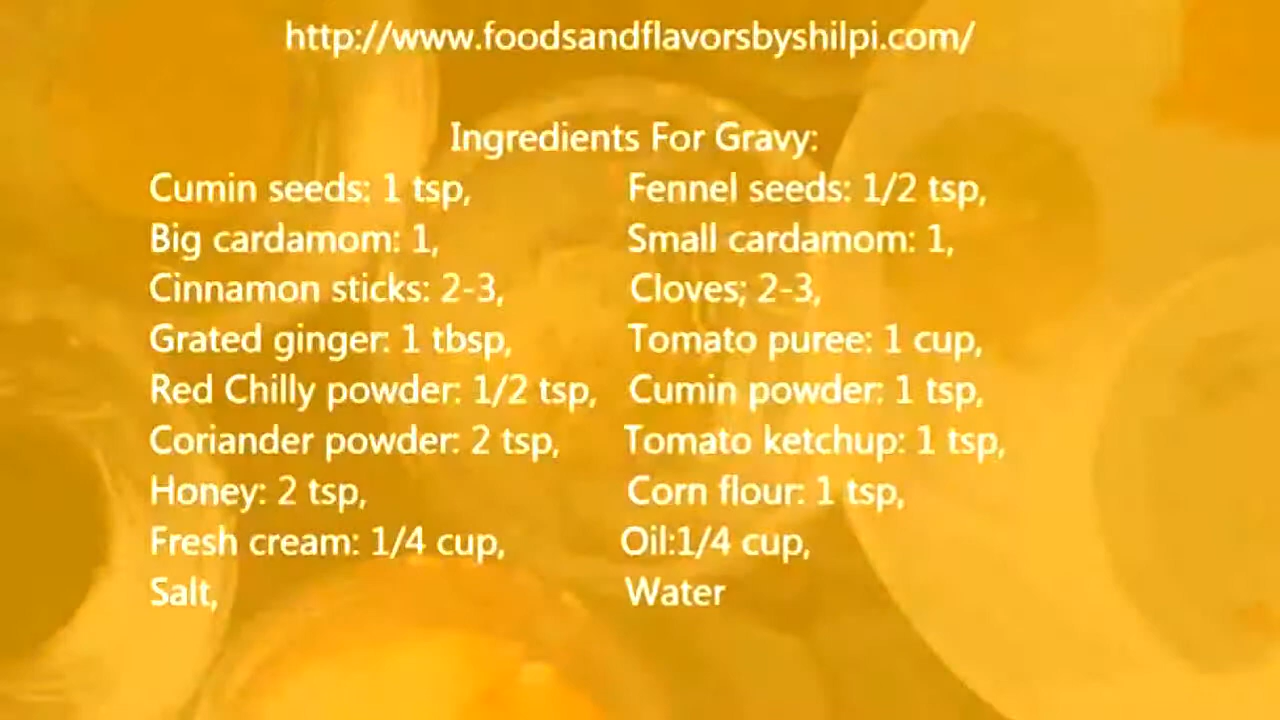 http://www.foodsandflavorsbyshilpi.com/
Ingredients For Gravy:
Cumin seeds: 1 tsp, Fennel seeds: 1/2 tsp,
Big cardamom: 1, Small cardamom: 1,
Cinnamon sticks: 2-3, Cloves; 2-3,
Grated ginger: 1 tbsp, Tomato puree: 1 cup,
Red Chilly powder: 1/2 tsp, Cumin powder: 1 tsp,
Coriander powder: 2 tsp, Tomato ketchup: 1 tsp,
Honey: 2 tsp, Corn flour: 1 tsp,
Fresh cream: 1/4 cup, Oil:1/4 cup,
Salt, Water